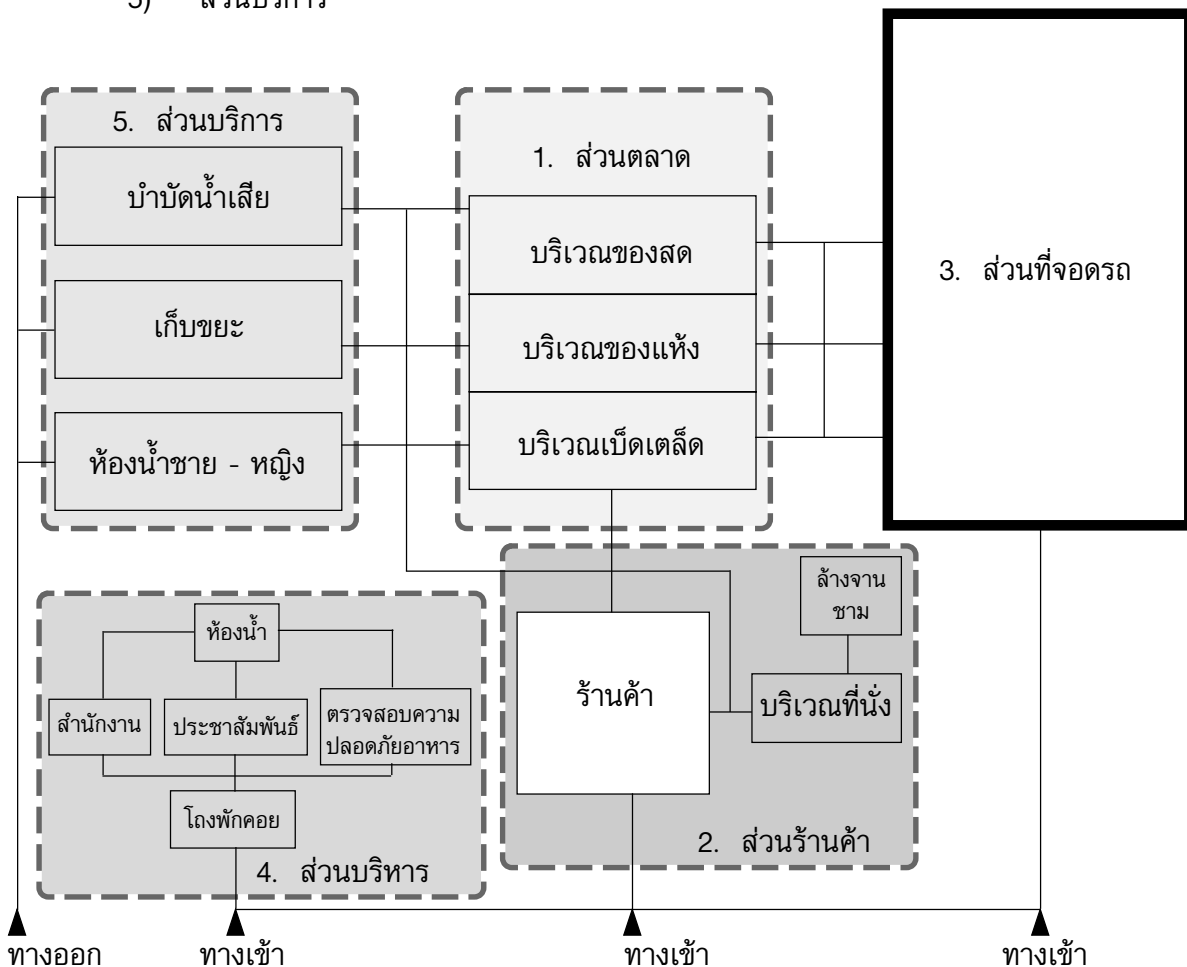 5. ส่วนบริการ
บำบัดน้ำเสีย
เก็บขยะ
ห้องน้ำชาย - หญิง
1. ส่วนตลาด
บริเวณของสด
บริเวณของแห้ง
บริเวณเบ็ดเตล็ด
3. ส่วนที่จอดรถ
ห้องน้ำ
สำนักงาน
ประชาสัมพันธ์
ตรวจสอบความ
ปลอดภัยอาหาร
โถงพักคอย
4. ส่วนบริหาร
ร้านค้า
ล้างจาน
ชาม
บริเวณที่นั่ง
2. ส่วนร้านค้า
ทางออก
ทางเข้า
ทางเข้า
ทางเข้า